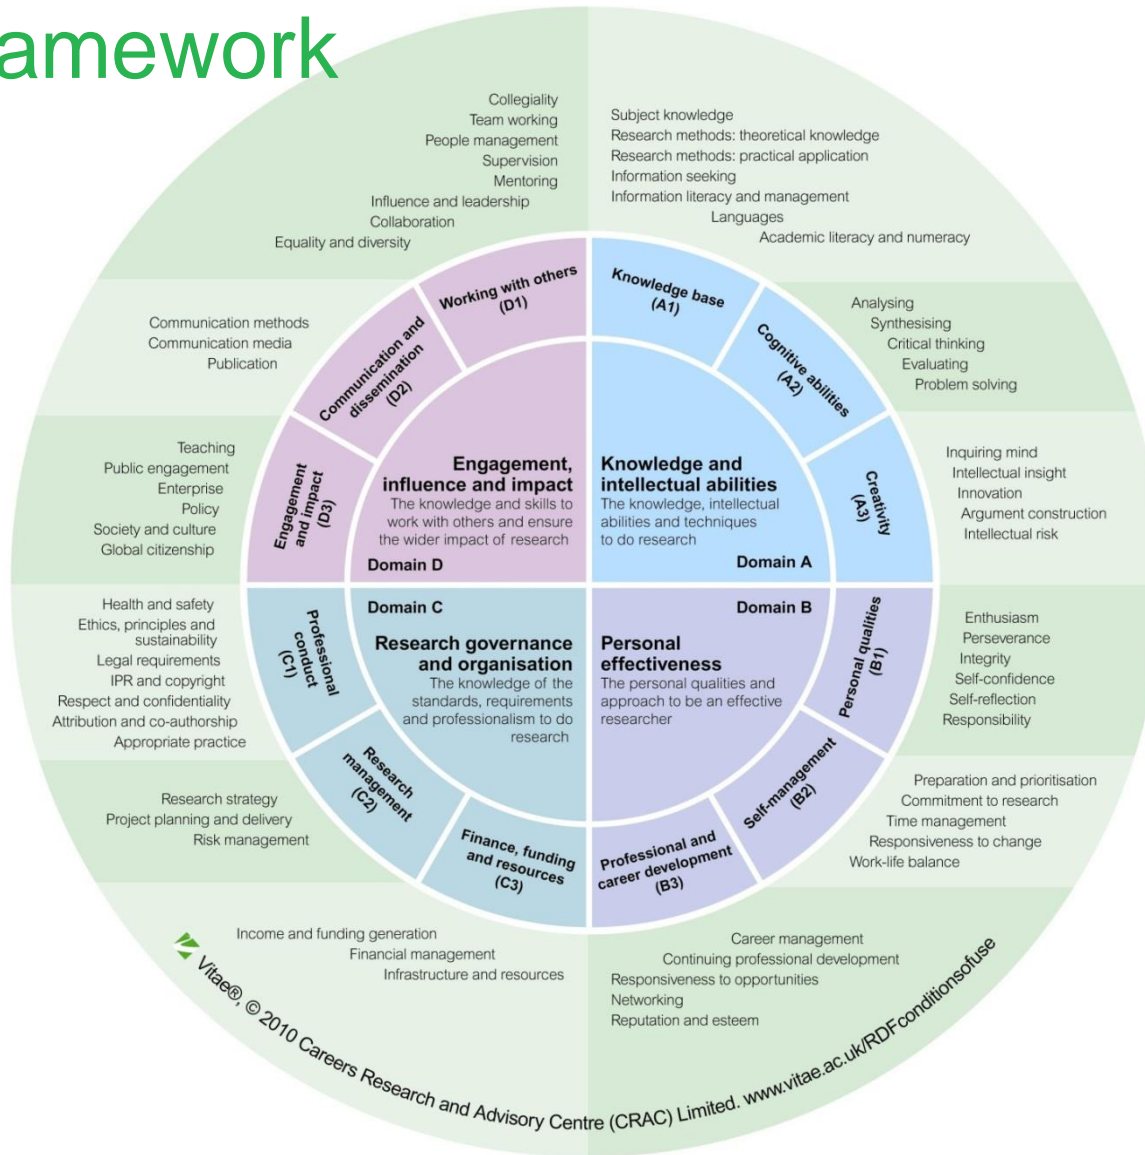 amework
Collegiality
Team working
People management
Supervision
Mentoring
Influence and leadership
Collaboration
Equality and diversity
Subject knowledge
Research methods: theoretical knowledge
Research methods: practical application
Information seeking
Information literacy and management
Languages
Academic literacy and numeracy
Communication methods
Communication media
Publication
Analysing
Synthesising
Critical thinking
Evaluating
Problem solving
Teaching
Public engagement
Enterprise
Policy
Society and culture
Global citizenship
Inquiring mind
Intellectual insight
Innovation
Argument construction
Intellectual risk
Working with others
(D1)
Communication and
dissemination
(D2)
Engagement
and impact
(D3)
Knowledge base
(A1)
Cognitive abilities
(A2)
Creativity
(A3)
Engagement,
influence and impact
The knowledge and skills to
work with others and ensure
the wider impact of research
Domain D
Knowledge and
intellectual abilities
The knowledge, intellectual
abilities and techniques
to do research
Domain A
Domain C
Research governance
and organisation
The knowledge of the
standards, requirements
and professionalism to do
research
Domain B
Personal
effectiveness
The personal qualities and
approach to be an effective
researcher
Professional
conduct
(C1)
Research
management
(C2)
Finance, funding
and resources
(C3)
Personal qualities
(B1)
Self-management
(B2)
Professional and
career development
(B3)
Health and safety
Ethics, principles and
sustainability
Legal requirements
IPR and copyright
Respect and confidentiality
Attribution and co-authorship
Appropriate practice
Enthusiasm
Perseverance
Integrity
Self-confidence
Self-reflection
Responsibility
Research strategy
Project planning and delivery
Risk management
Preparation and prioritisation
Commitment to research
Time management
Responsiveness to change
Work-life balance
Income and funding generation
Financial management
Infrastructure and resources
Career management
Continuing professional development
Responsiveness to opportunities
Networking
Reputation and esteem
Vitae®, © 2010 Careers Research and Advisory Centre (CRAC) Limited. www.vitae.ac.uk/RDFconditionsofuse